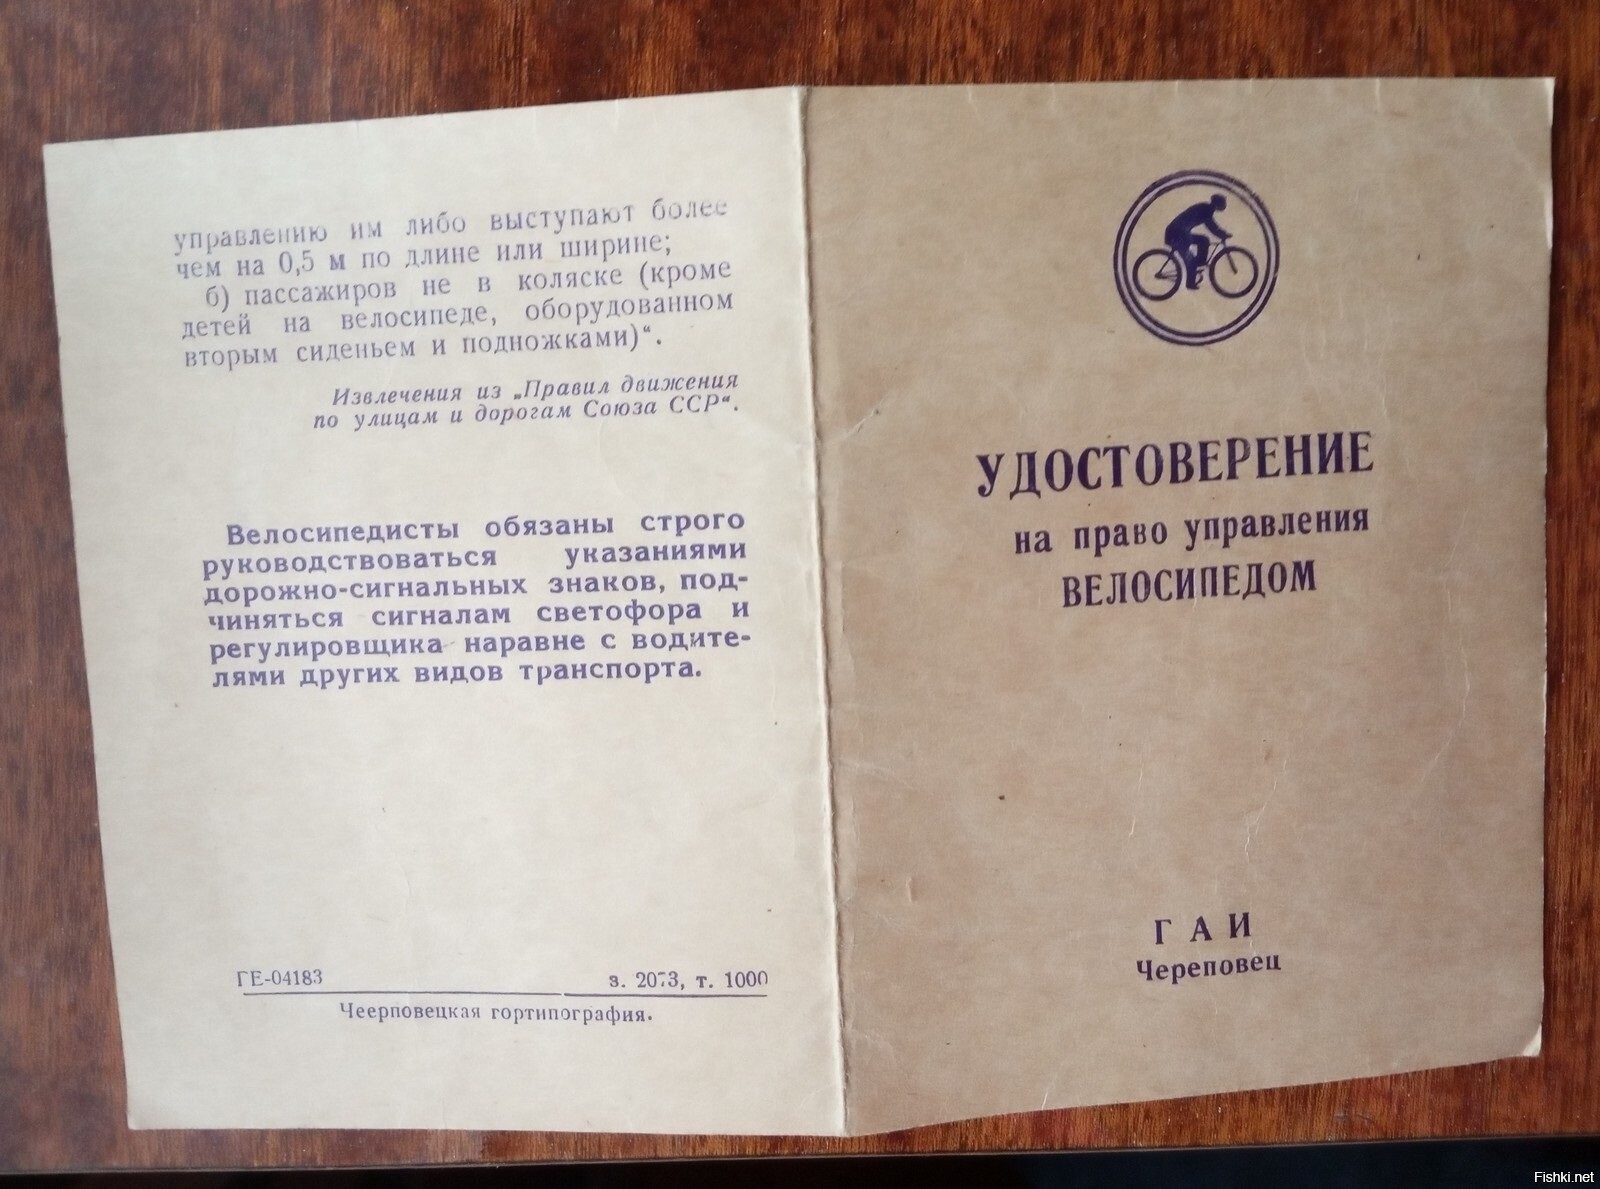 управлению им либо выступают более
чем на 0,5 м по длине или ширине;
б) пассажиров не в коляске (кроме
детей на велосипеде, оборудованном
вторым сиденьем и подножками)“.
Извлечения из „Правил движения
по улицам и дорогам Союза ССР“.
Велосипедисты обязаны строго
руководствоваться указаниями
дорожно-сигнальных знаков, под-
чиняться сигналам светофора и
регулировщика наравне с водите-
лями других видов транспорта.
ГЕ-04183 з. 2073, т. 1000
Чеерповецкая гортипография.
УДОСТОВЕРЕНИЕ
на право управления
ВЕЛОСИПЕДОМ
ГАИ
Череповец
Fishki.net